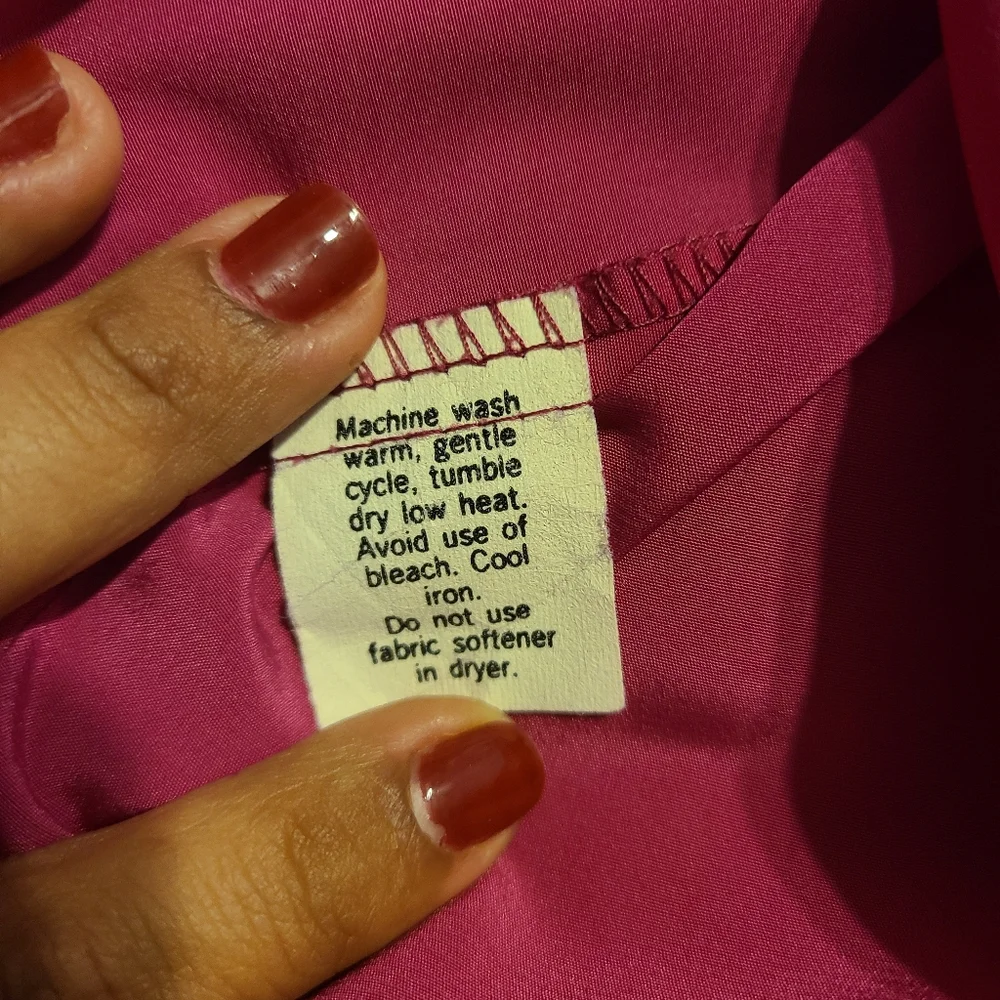 Machine wash
warm, gentle
cycle, tumble
dry low heat.
Avoid use of
bleach. Cool
iron.
Do not use
fabric softener
in dryer.